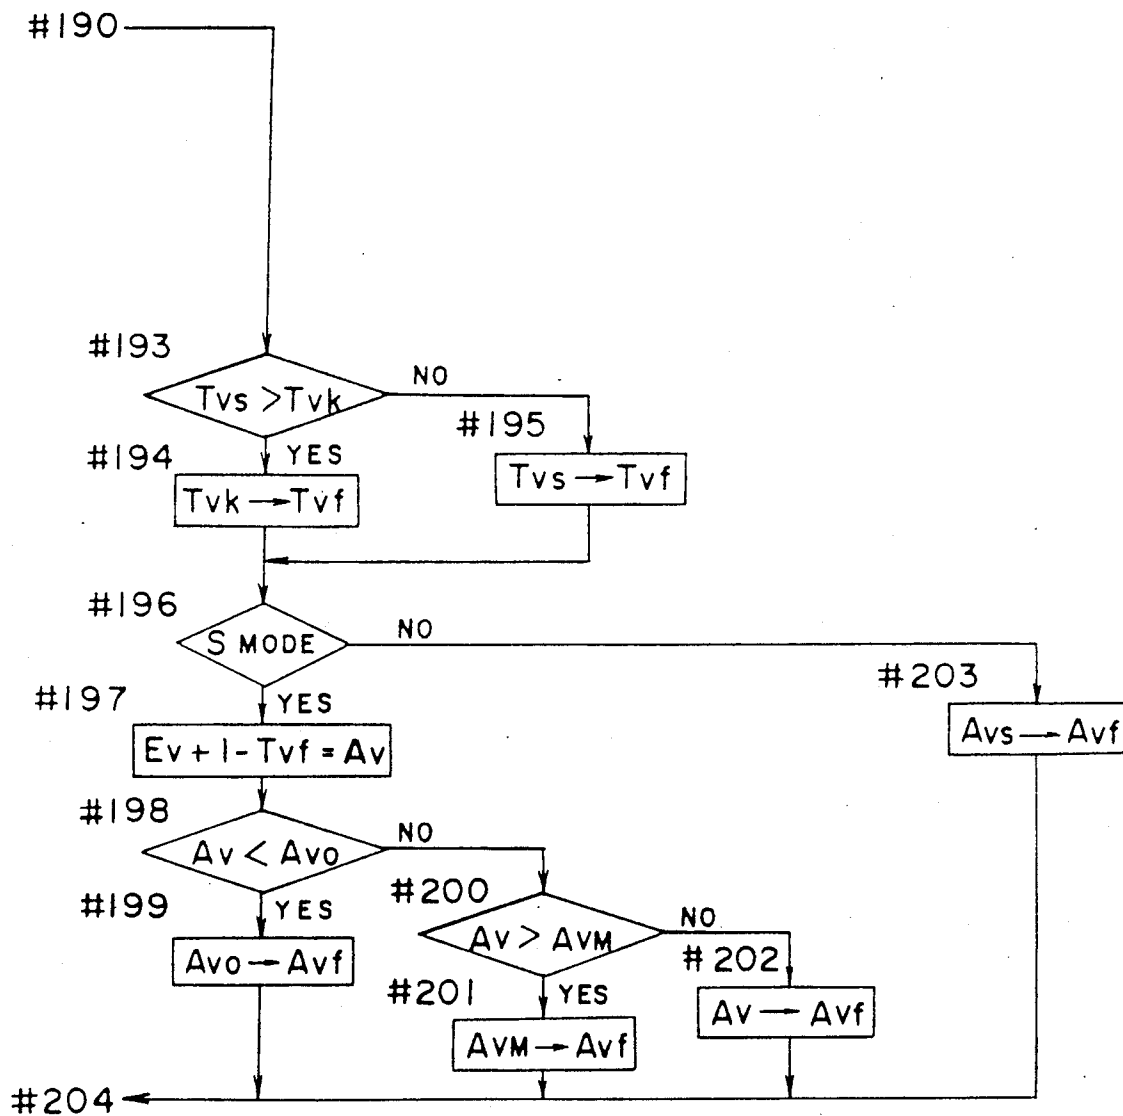 #190
#193
Tvs > Tvk
NO
#195
#194
YES
Tvk → Tvf
Tvs → Tvf
#196
S MODE
NO
#203
#197
YES
Ev + 1 - Tvf = Av
Avs → Avf
#198
Av < Avo
NO
#200
#199
YES
Av > AvM
NO
#202
Avo → Avf
#201
YES
Av → Avf
AvM → Avf
#204